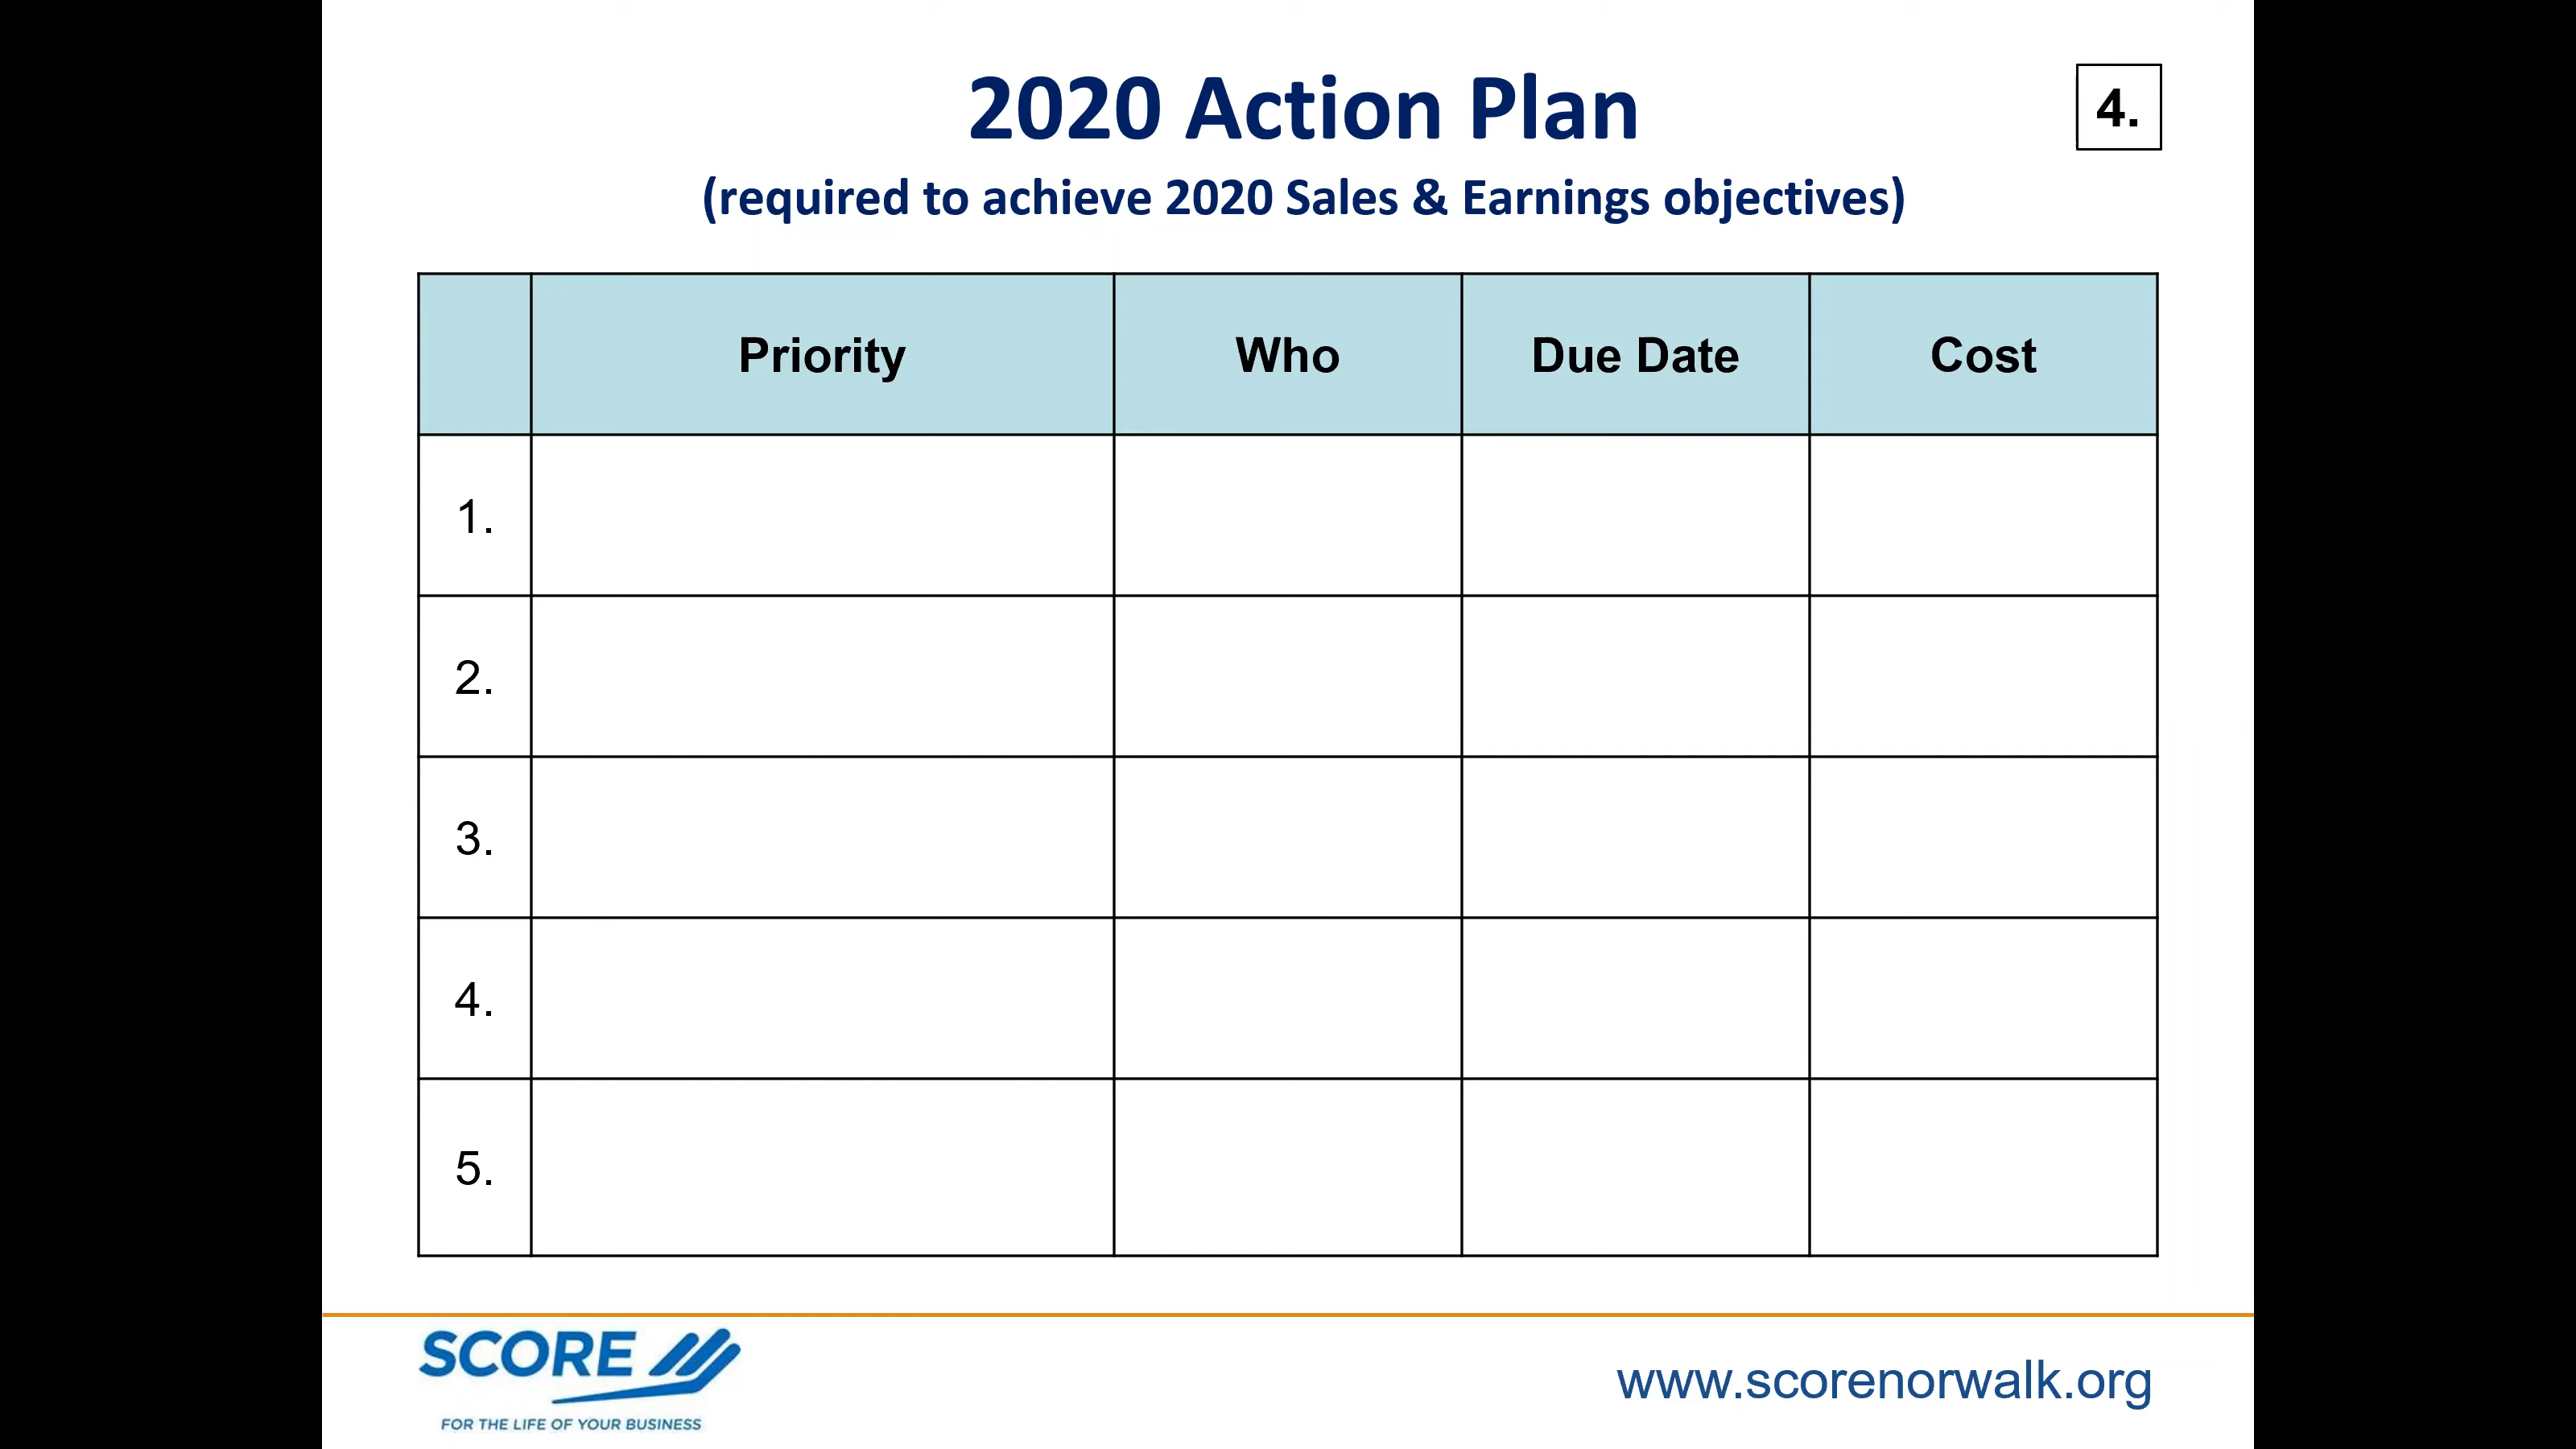 2020 Action Plan
4.
(required to achieve 2020 Sales & Earnings objectives)
Priority Who Due Date Cost
1.
2.
3.
4.
5.
SCORE
FOR THE LIFE OF YOUR BUSINESS
www.scorenorwalk.org